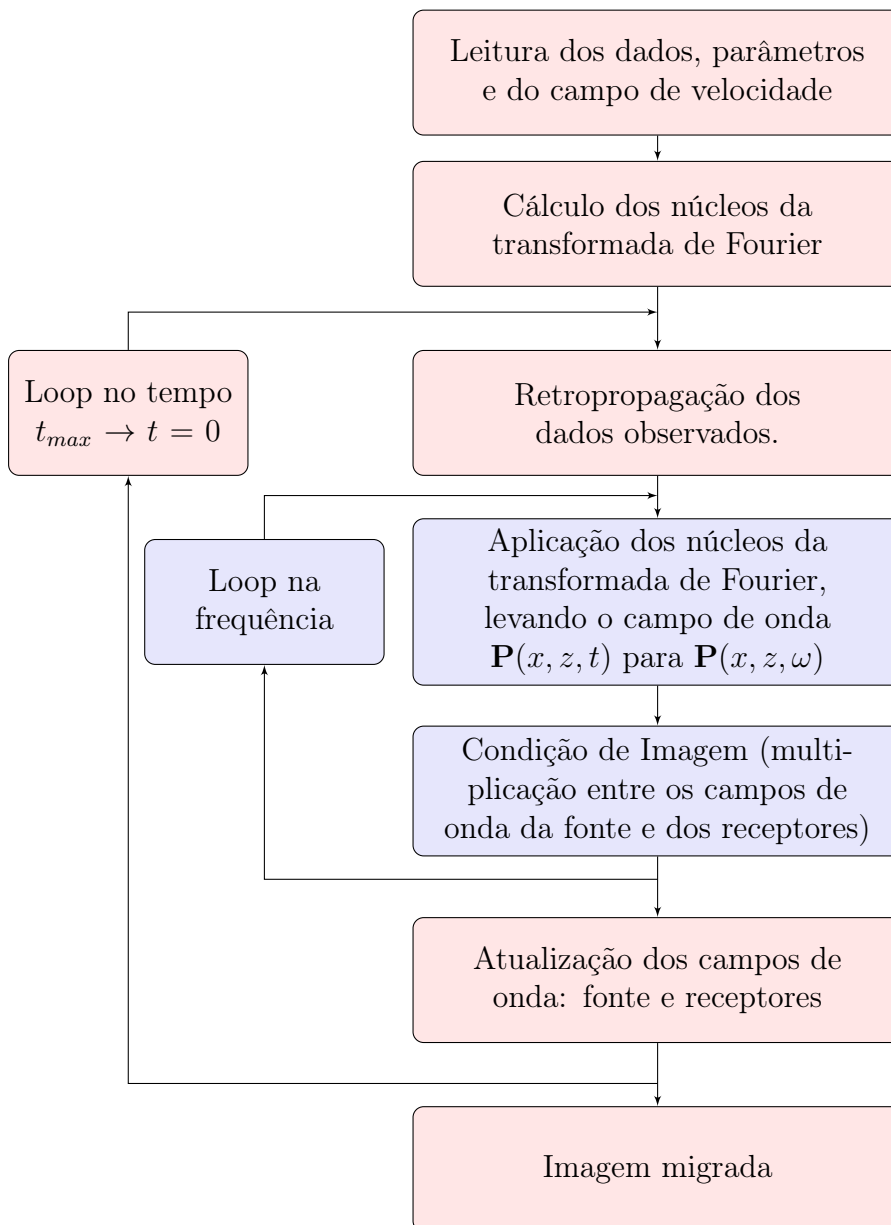 Leitura dos dados, parâmetros
e do campo de velocidade
Cálculo dos núcleos da
transformada de Fourier
Loop no tempo
t_{max} → t = 0
Retropropagação dos
dados observados.
Loop na
frequência
Aplicação dos núcleos da
transformada de Fourier,
levando o campo de onda
P(x, z, t) para P(x, z, ω)
Condição de Imagem (multi-
plicação entre os campos de
onda da fonte e dos receptores)
Atualização dos campos de
onda: fonte e receptores
Imagem migrada